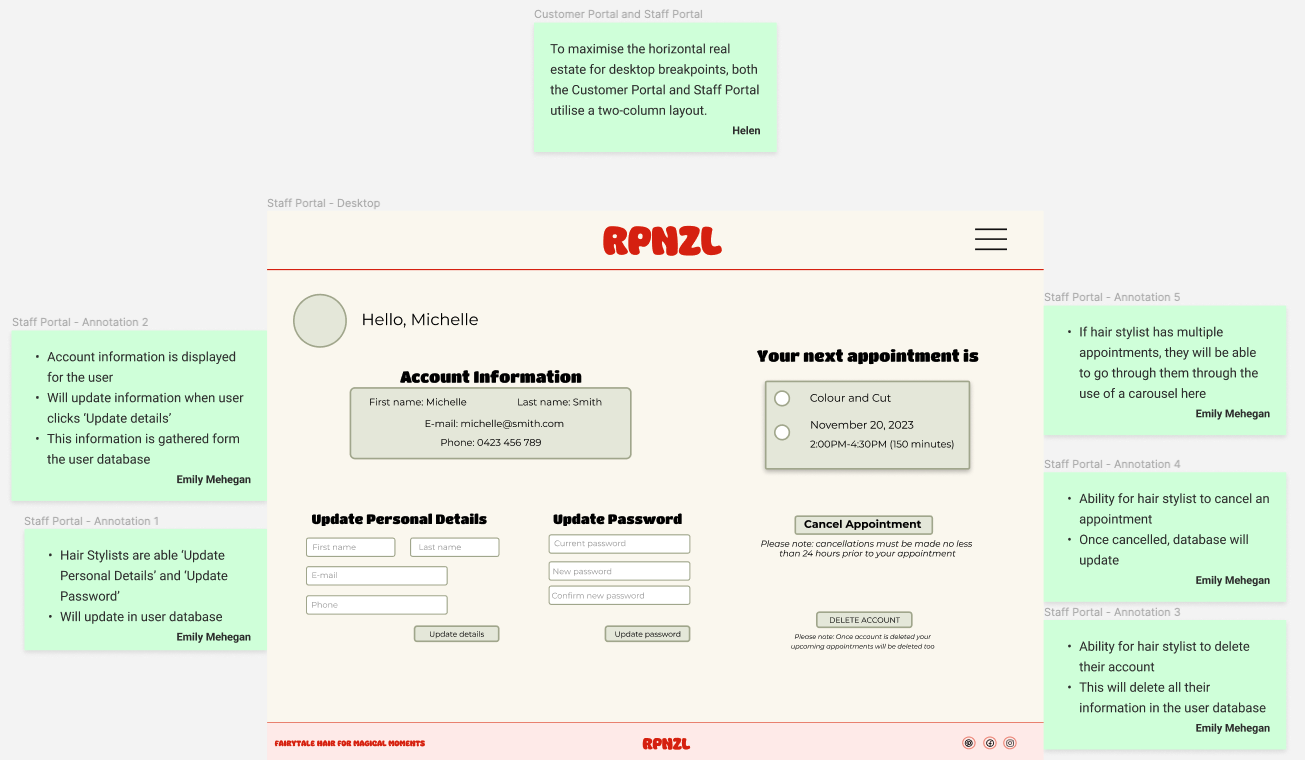 Customer Portal and Staff Portal
To maximise the horizontal real
estate for desktop breakpoints, both
the Customer Portal and Staff Portal
utilise a two-column layout.
Helen
Staff Portal - Desktop
RPNZL
Hello, Michelle
Account Information
First name: Michelle Last name: Smith
E-mail: michelle@smith.com
Phone: 0423 456 789
Your next appointment is
Colour and Cut
November 20, 2023
2:00PM-4:30PM (150 minutes)
Update Personal Details
First name Last name
E-mail
Phone
Update details
Update Password
Current password
New password
Confirm new password
Update password
Cancel Appointment
Please note: cancellations must be made no less
than 24 hours prior to your appointment
DELETE ACCOUNT
Please note: Once account is deleted your
upcoming appointments will be deleted too
FAIRYTALE HAIR FOR MAGICAL MOMENTS
RPNZL
Staff Portal - Annotation 2
• Account information is displayed
for the user
• Will update information when user
clicks ‘Update details’
• This information is gathered form
the user database
Emily Mehegan
Staff Portal - Annotation 1
• Hair Stylists are able ‘Update
Personal Details’ and ‘Update
Password’
• Will update in user database
Emily Mehegan
Staff Portal - Annotation 5
• If hair stylist has multiple
appointments, they will be able
to go through them through the
use of a carousel here
Emily Mehegan
Staff Portal - Annotation 4
• Ability for hair stylist to cancel an
appointment
• Once cancelled, database will
update
Emily Mehegan
Staff Portal - Annotation 3
• Ability for hair stylist to delete
their account
• This will delete all their
information in the user database
Emily Mehegan